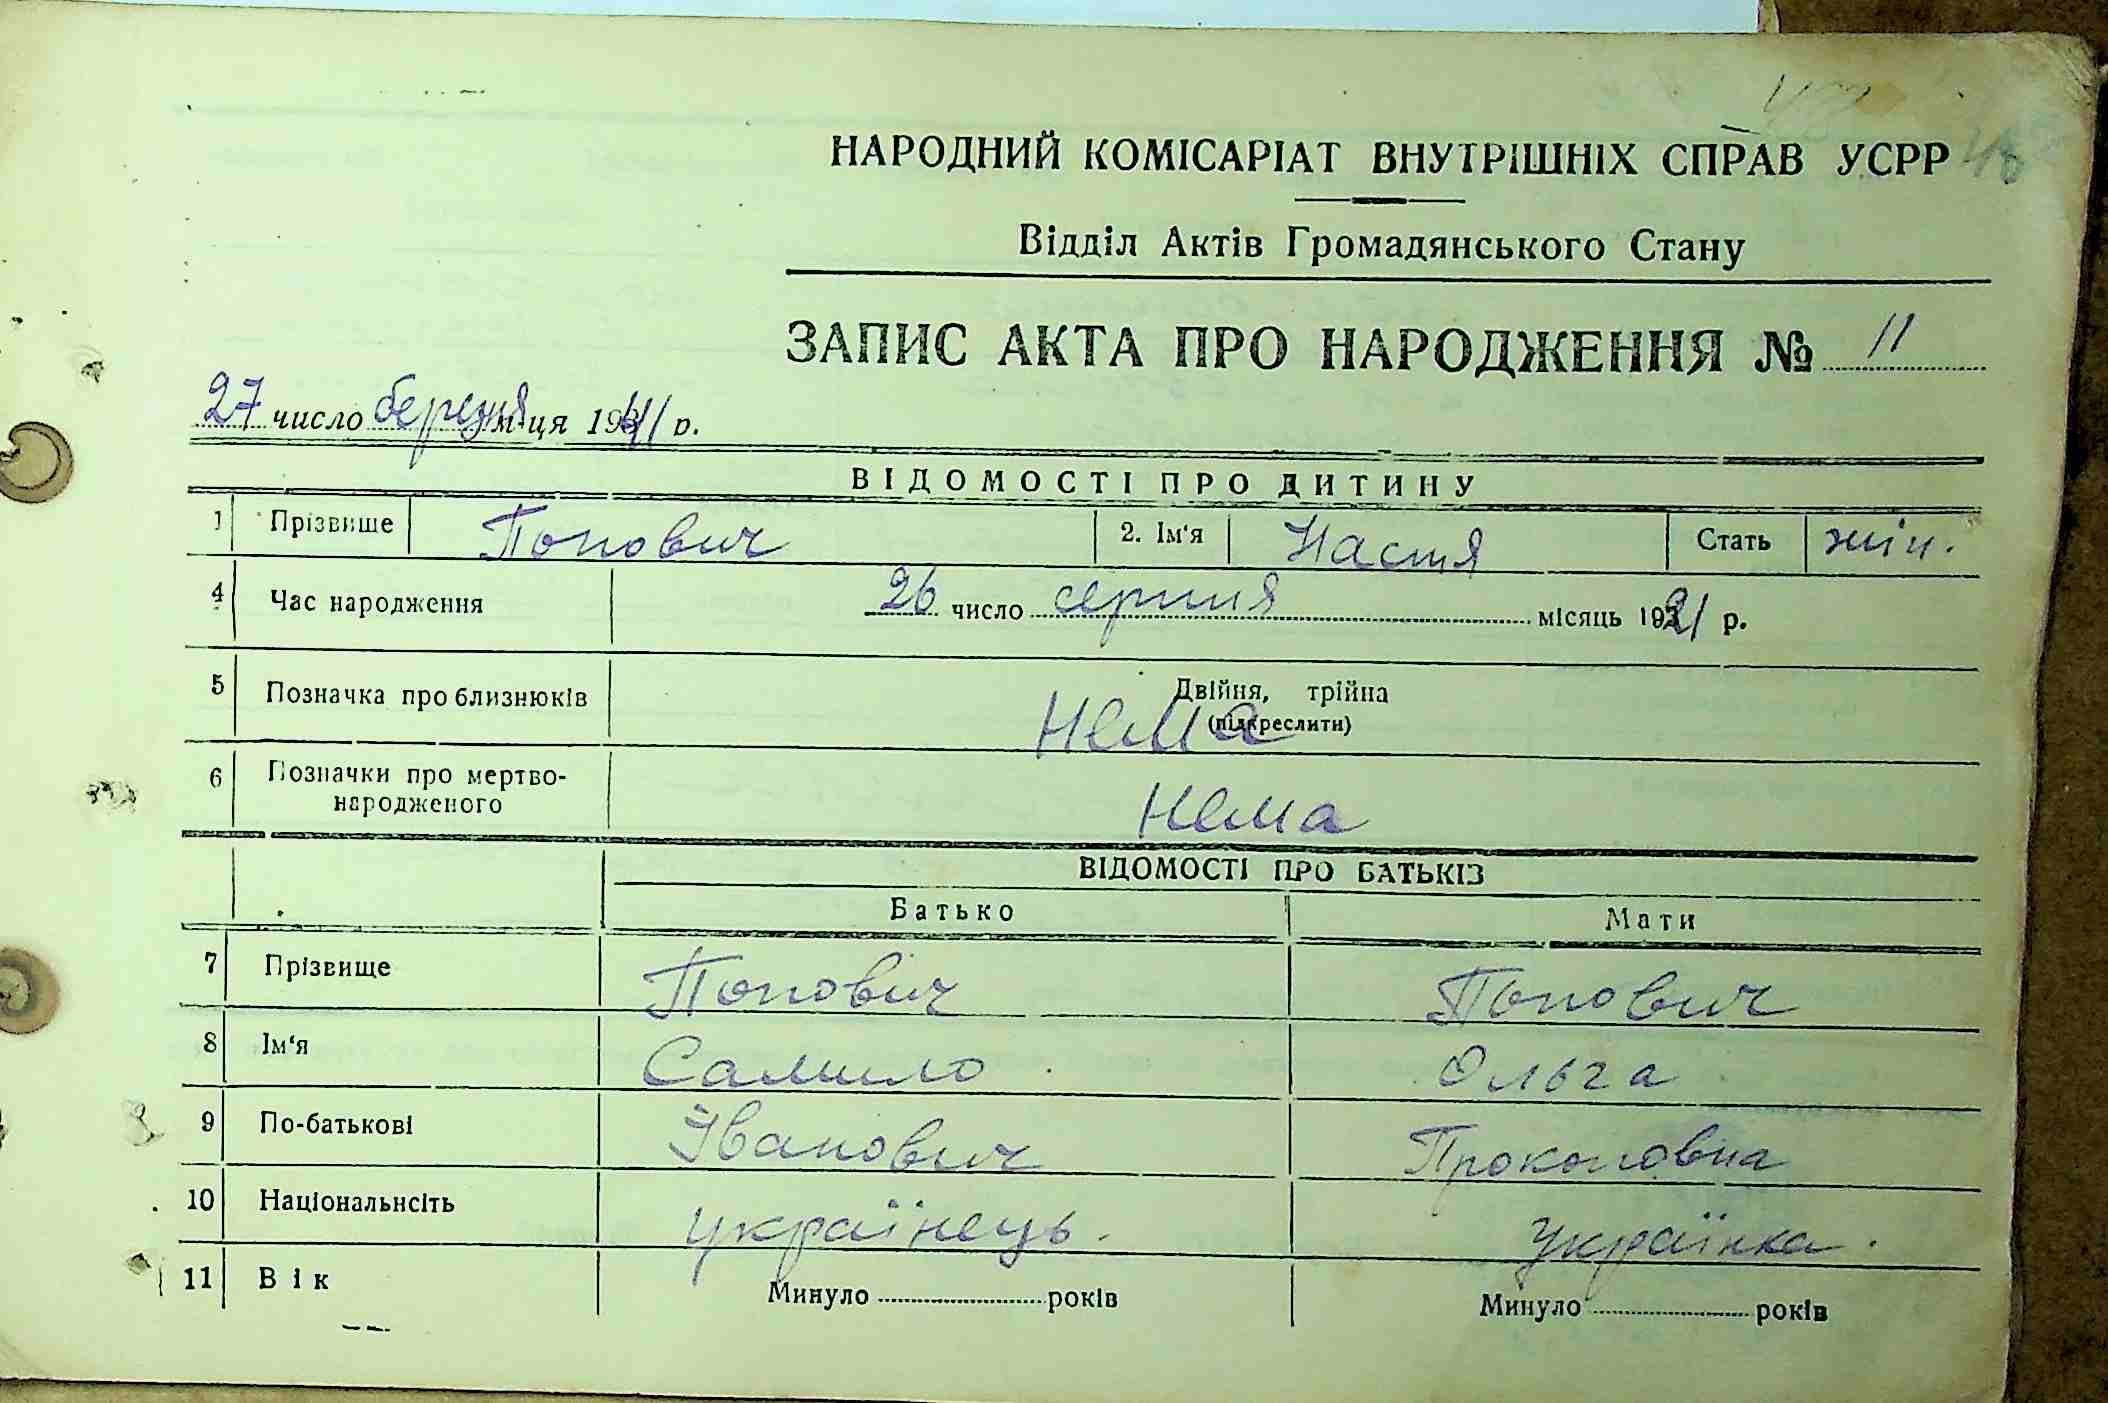 НАРОДНИЙ КОМІСАРІАТ ВНУТРІШНІХ СПРАВ УСРР
Відділ Актів Громадянського Стану
ЗАПИС АКТА ПРО НАРОДЖЕННЯ № 11
27 число березня м-ця 1941 р.
ВІДОМОСТІ ПРО ДИТИНУ
1 Прізвище Попович 2. Ім‘я Настя Стать жін.
4 Час народження 26 число серпня місяць 1921 р.
5 Позначка про близнюків Двійня, трійна
(підкреслити)
Нема
6 Позначки про мертво-
народженого Нема
ВІДОМОСТІ ПРО БАТЬКІЗ
Батько Мати
7 Прізвище Попович Попович
8 Ім‘я Самило Ольга
9 По-батькові Іванович Прокоповна
10 Національнсіть українець. Українка.
11 Вік Минуло років Минуло років